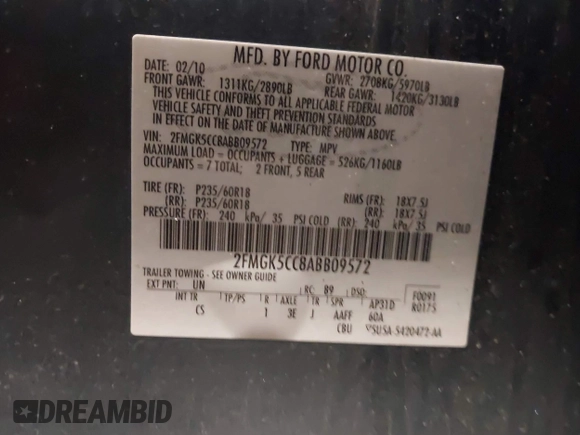 MFD. BY FORD MOTOR CO.
DATE: 02/10 GVWR: 2708KG/5970LB
FRONT GAWR: 1311KG/2890LB REAR GAWR: 1420KG/3130LB
THIS VEHICLE CONFORMS TO ALL APPLICABLE FEDERAL MOTOR
VEHICLE SAFETY AND THEFT PREVENTION STANDARDS
IN EFFECT ON THE DATE OF MANUFACTURE SHOWN ABOVE.
VIN: 2FMGK5CC8ABB09572 TYPE: MPV
MAXIMUM LOAD = OCCUPANTS + LUGGAGE = 526KG/1160LB
OCCUPANTS = 7 TOTAL; 2 FRONT, 5 REAR
TIRE (FR): P235/60R18 RIMS (FR): 18X7.5J
(RR): P235/60R18 (RR): 18X7.5J
PRESSURE (FR): 240 kPa/ 35 PSI COLD (RR): 240 kPa/ 35 PSI COLD
2FMGK5CC8ABB09572
TRAILER TOWING - SEE OWNER GUIDE
EXT PNT: UN RC: 89 DSO: F0091
INT TR TP/PS R AXLE TR SPR AP31D R0175
CS 1 3E J AAFF 60A
CBU 5USA-5420472-AA
DREAMBID